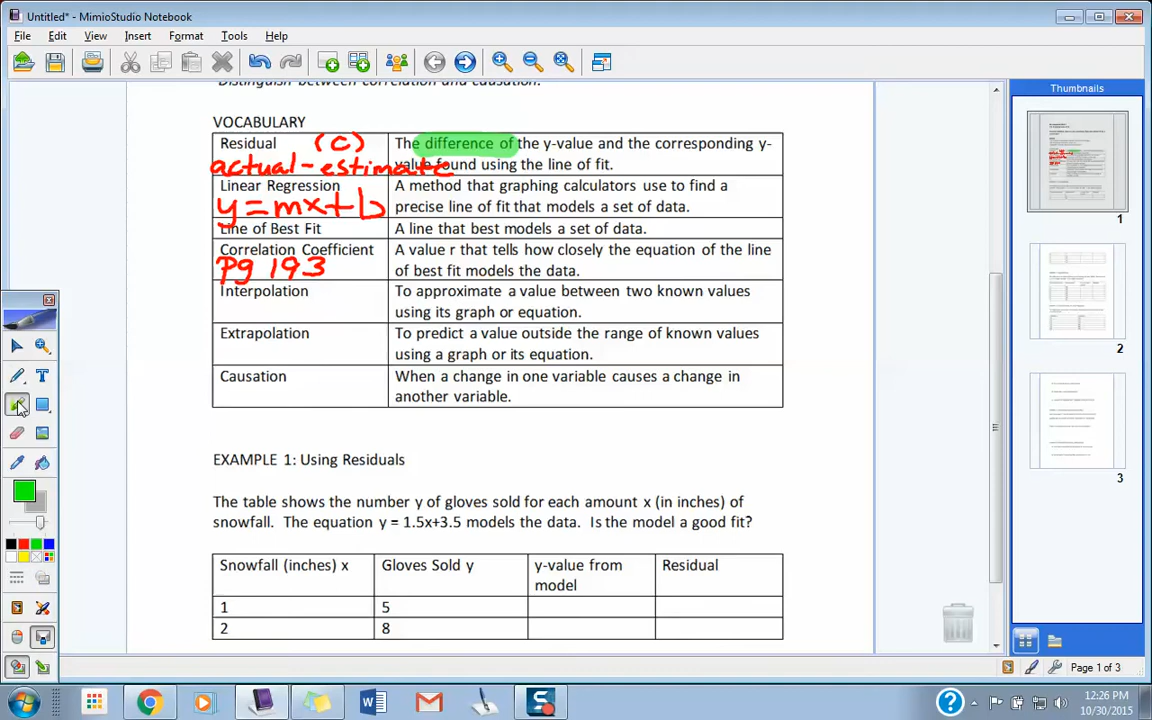 Untitled* - MimioStudio Notebook
File Edit View Insert Format Tools Help
Distinguish between correlation and causation.
VOCABULARY
Residual (c)
actual-estimate
The difference of the y-value and the corresponding y-
value found using the line of fit.
Linear Regression
y=mx+b
A method that graphing calculators use to find a
precise line of fit that models a set of data.
Line of Best Fit
A line that best models a set of data.
Correlation Coefficient
Pg 193
A value r that tells how closely the equation of the line
of best fit models the data.
Interpolation
To approximate a value between two known values
using its graph or equation.
Extrapolation
To predict a value outside the range of known values
using a graph or its equation.
Causation
When a change in one variable causes a change in
another variable.
EXAMPLE 1: Using Residuals
The table shows the number y of gloves sold for each amount x (in inches) of
snowfall. The equation y = 1.5x+3.5 models the data. Is the model a good fit?
Snowfall (inches) x
Gloves Sold y
y-value from
model
Residual
1 5
2 8
Thumbnails
1
2
3
Page 1 of 3
12:26 PM
10/30/2015